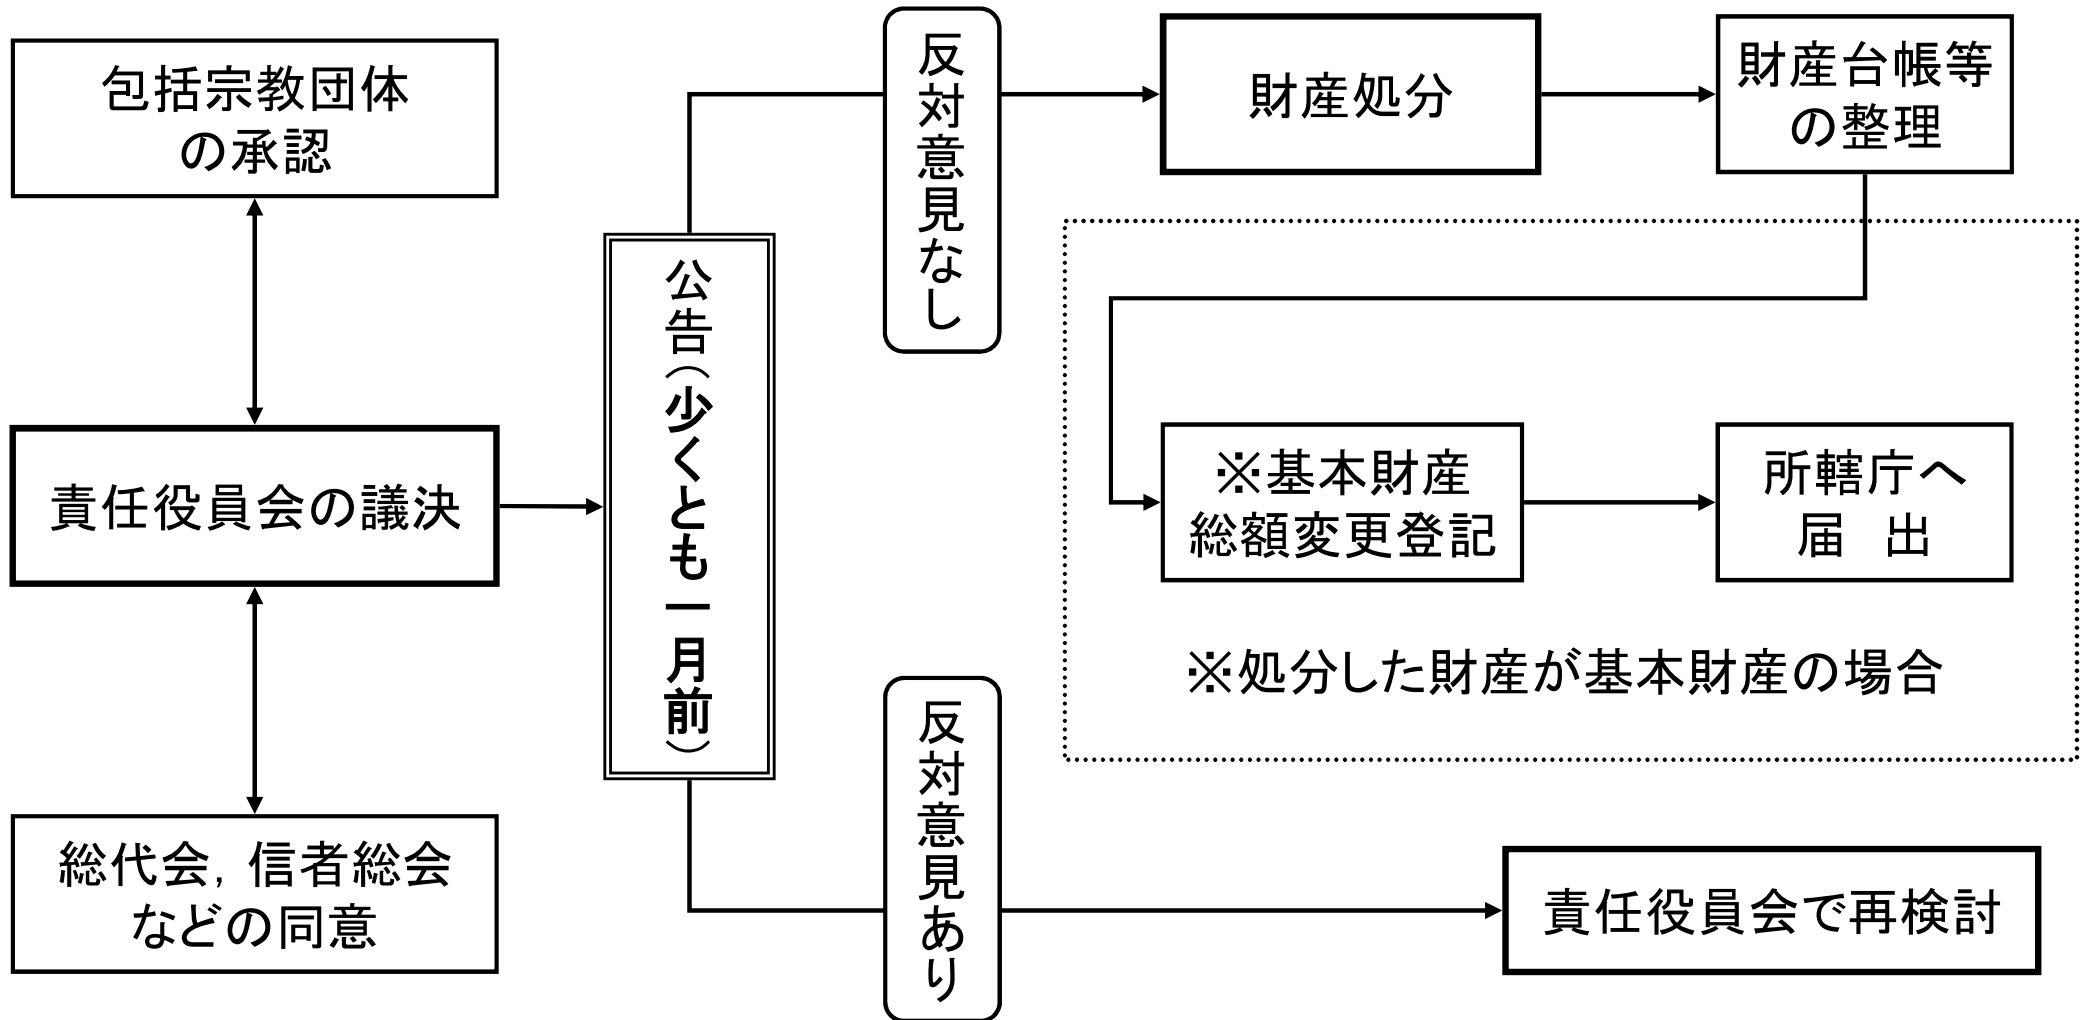 包括宗教団体
の承認
責任役員会の議決
総代会，信者総会
などの同意
公告（少くとも一月前）
反対意見なし
財産処分
財産台帳等
の整理
※基本財産
総額変更登記
所轄庁へ
届　出
※処分した財産が基本財産の場合
反対意見あり
責任役員会で再検討